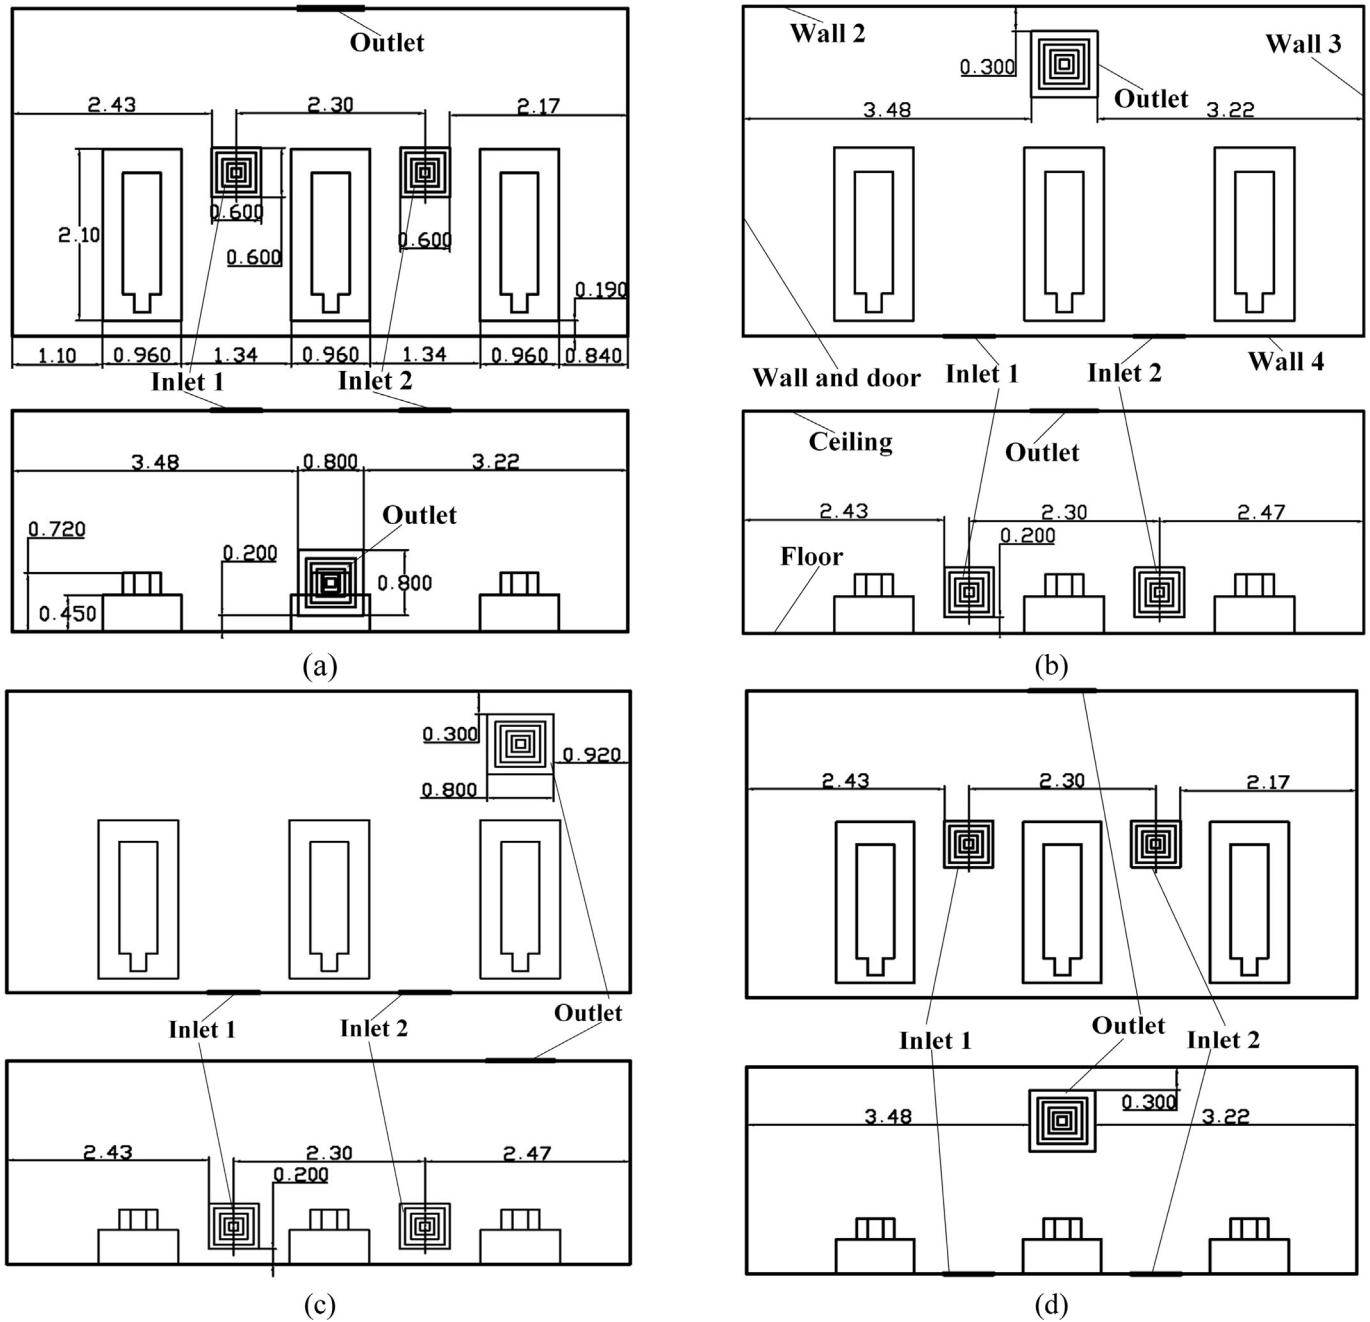 Outlet
2.43
2.30
2.17
0.600
2.10
0.600
0.600
0.190
1.10
0.960
1.34
0.960
1.34
0.960
0.840
Inlet 1
Inlet 2
3.48
0.800
3.22
Outlet
0.720
0.200
0.800
0.450
(a)
Wall 2
Wall 3
0.300
Outlet
3.48
3.22
Wall and door
Inlet 1
Inlet 2
Wall 4
Ceiling
Outlet
2.43
2.30
2.47
0.200
Floor
(b)
0.300
0.920
0.800
Inlet 1
Inlet 2
Outlet
2.43
2.30
2.47
0.200
(c)
2.43
2.30
2.17
Inlet 1
Outlet
Inlet 2
0.300
3.48
3.22
(d)